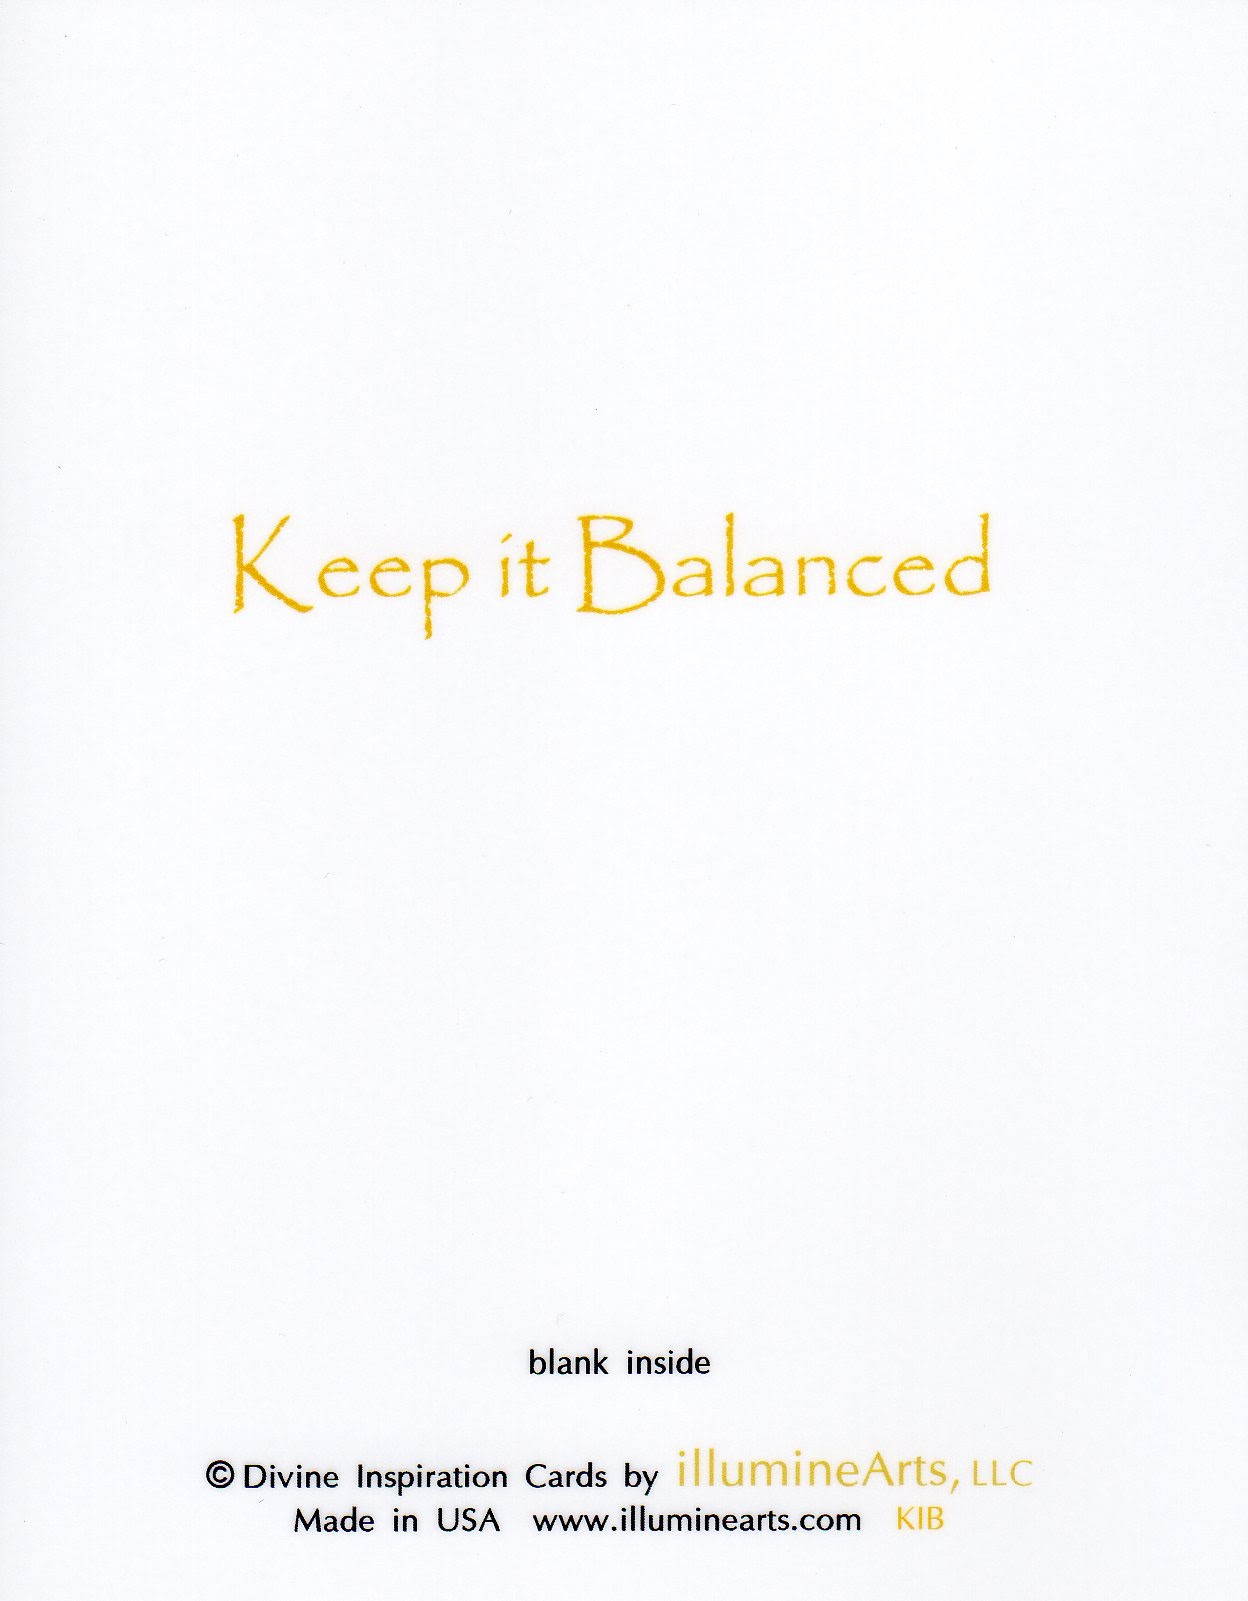 Keep it Balanced
blank inside
© Divine Inspiration Cards by illumineArts, LLC
Made in USA www.illuminearts.com KIB